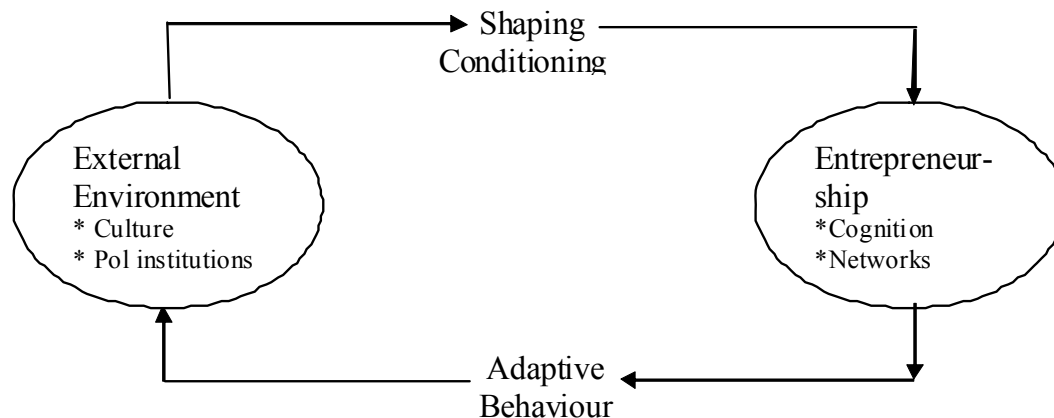 Shaping
Conditioning
External
Environment
* Culture
* Pol institutions
Entrepreneur-
ship
*Cognition
*Networks
Adaptive
Behaviour